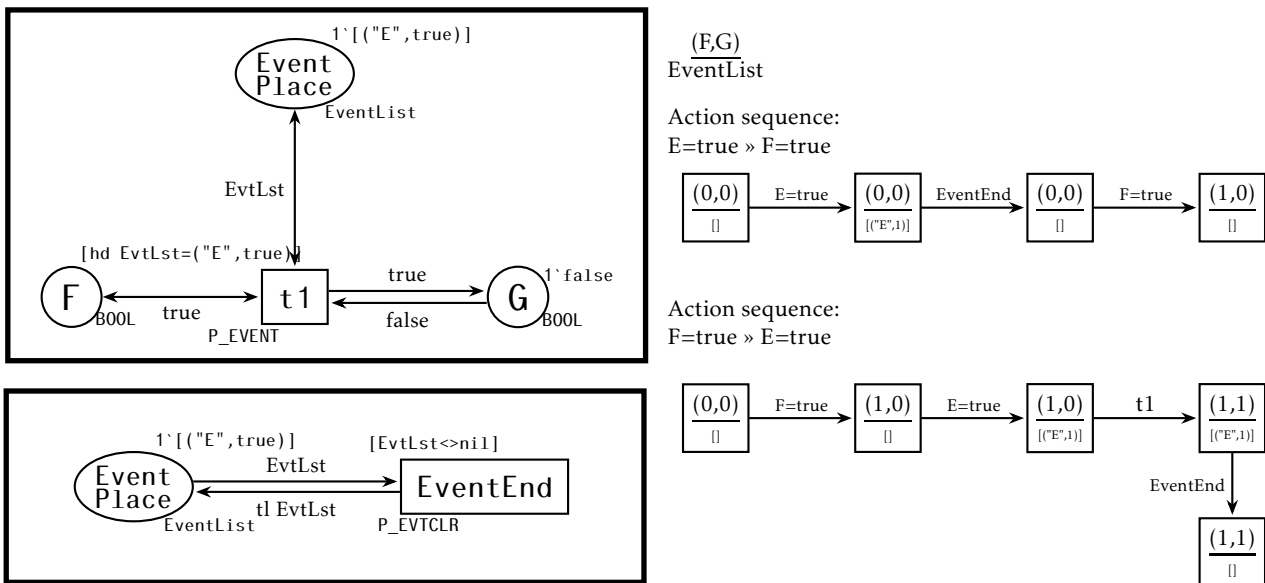 1`[("E",true)]
Event
Place
EventList
EvtLst
[hd EvtLst=("E",true)]
F
BOOL
true
t1
P_EVENT
true
false
1`false
G
BOOL
1`[("E",true)]
Event
Place
EventList
EvtLst
tl EvtLst
[EvtLst<>nil]
EventEnd
P_EVTCLR
(F,G)
EventList
Action sequence:
E=true » F=true
(0,0)
[]
E=true
(0,0)
[("E",1)]
EventEnd
(0,0)
[]
F=true
(1,0)
[]
Action sequence:
F=true » E=true
(0,0)
[]
F=true
(1,0)
[]
E=true
(1,0)
[("E",1)]
t1
(1,1)
[("E",1)]
EventEnd
(1,1)
[]